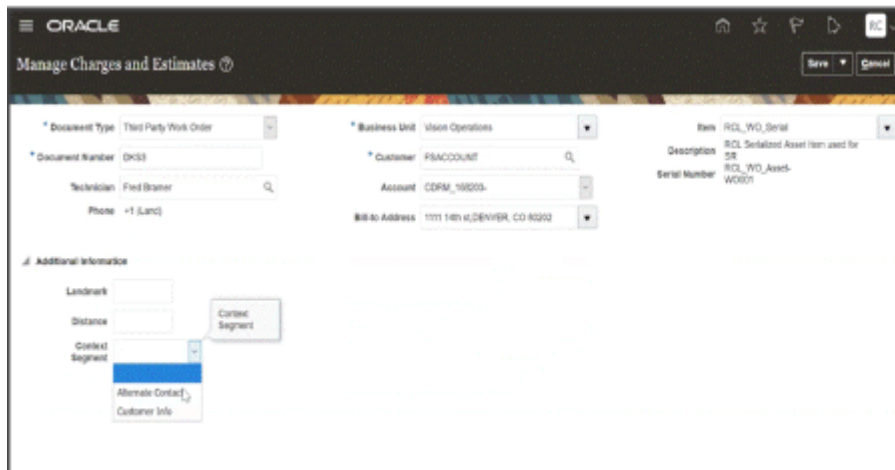 ORACLE
RC
Manage Charges and Estimates
Save
Cancel
* Document Type Third Party Work Order
* Business Unit Vision Operations
Item RCL_WO_Serial
* Document Number DKS3
* Customer FSACCOUNT
Description RCL Serialized Asset Item used for
SR
Technician Fred Bramer
Account CDRM_168203-
Serial Number RCL_WO_Asset-
WO001
Phone +1 (Land)
Bill-to Address 1111 14th st,DENVER, CO 80202
Additional Information
Landmark
Distance
Context
Segment
Context
Segment
Alternate Contact
Customer Info